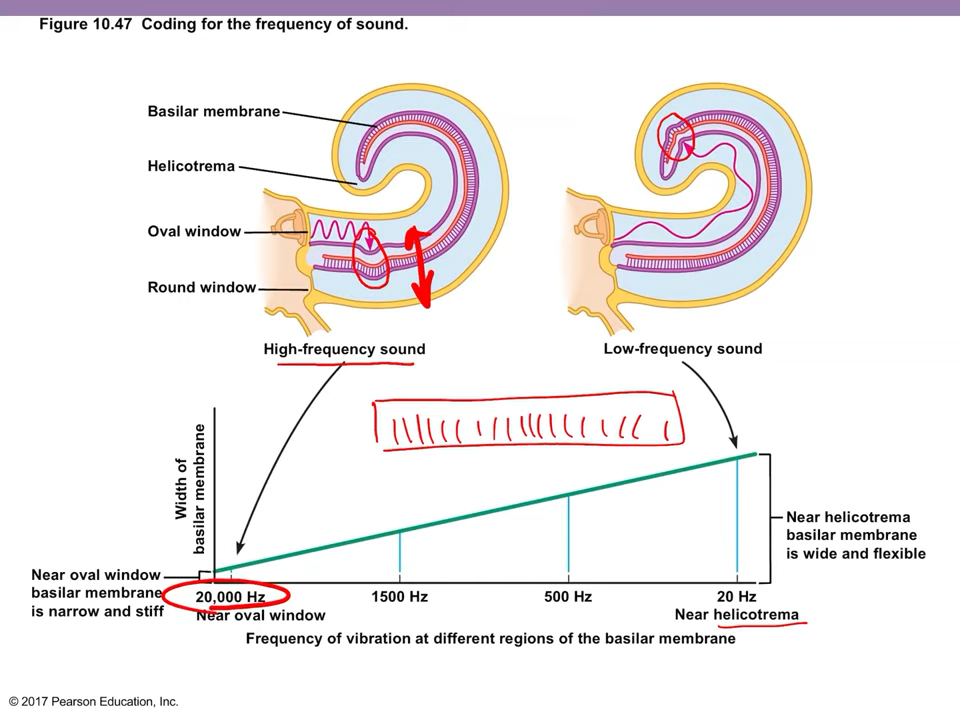 Figure 10.47 Coding for the frequency of sound.
Basilar membrane
Helicotrema
Oval window
Round window
High-frequency sound
Low-frequency sound
Width of
basilar membrane
Near oval window
basilar membrane
is narrow and stiff
Near helicotrema
basilar membrane
is wide and flexible
20,000 Hz
1500 Hz
500 Hz
20 Hz
Near oval window
Near helicotrema
Frequency of vibration at different regions of the basilar membrane
© 2017 Pearson Education, Inc.